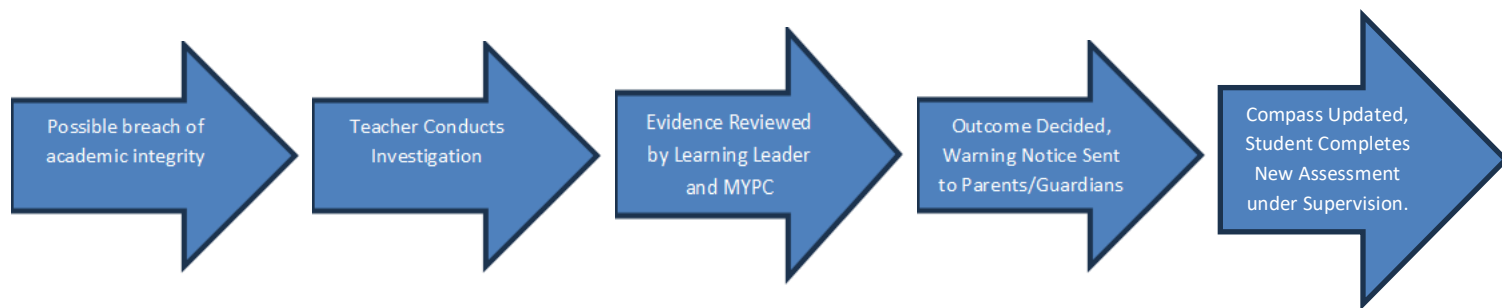 Possible breach of
academic integrity
Teacher Conducts
Investigation
Evidence Reviewed
by Learning Leader
and MYPC
Outcome Decided,
Warning Notice Sent
to Parents/Guardians
Compass Updated,
Student Completes
New Assessment
under Supervision.